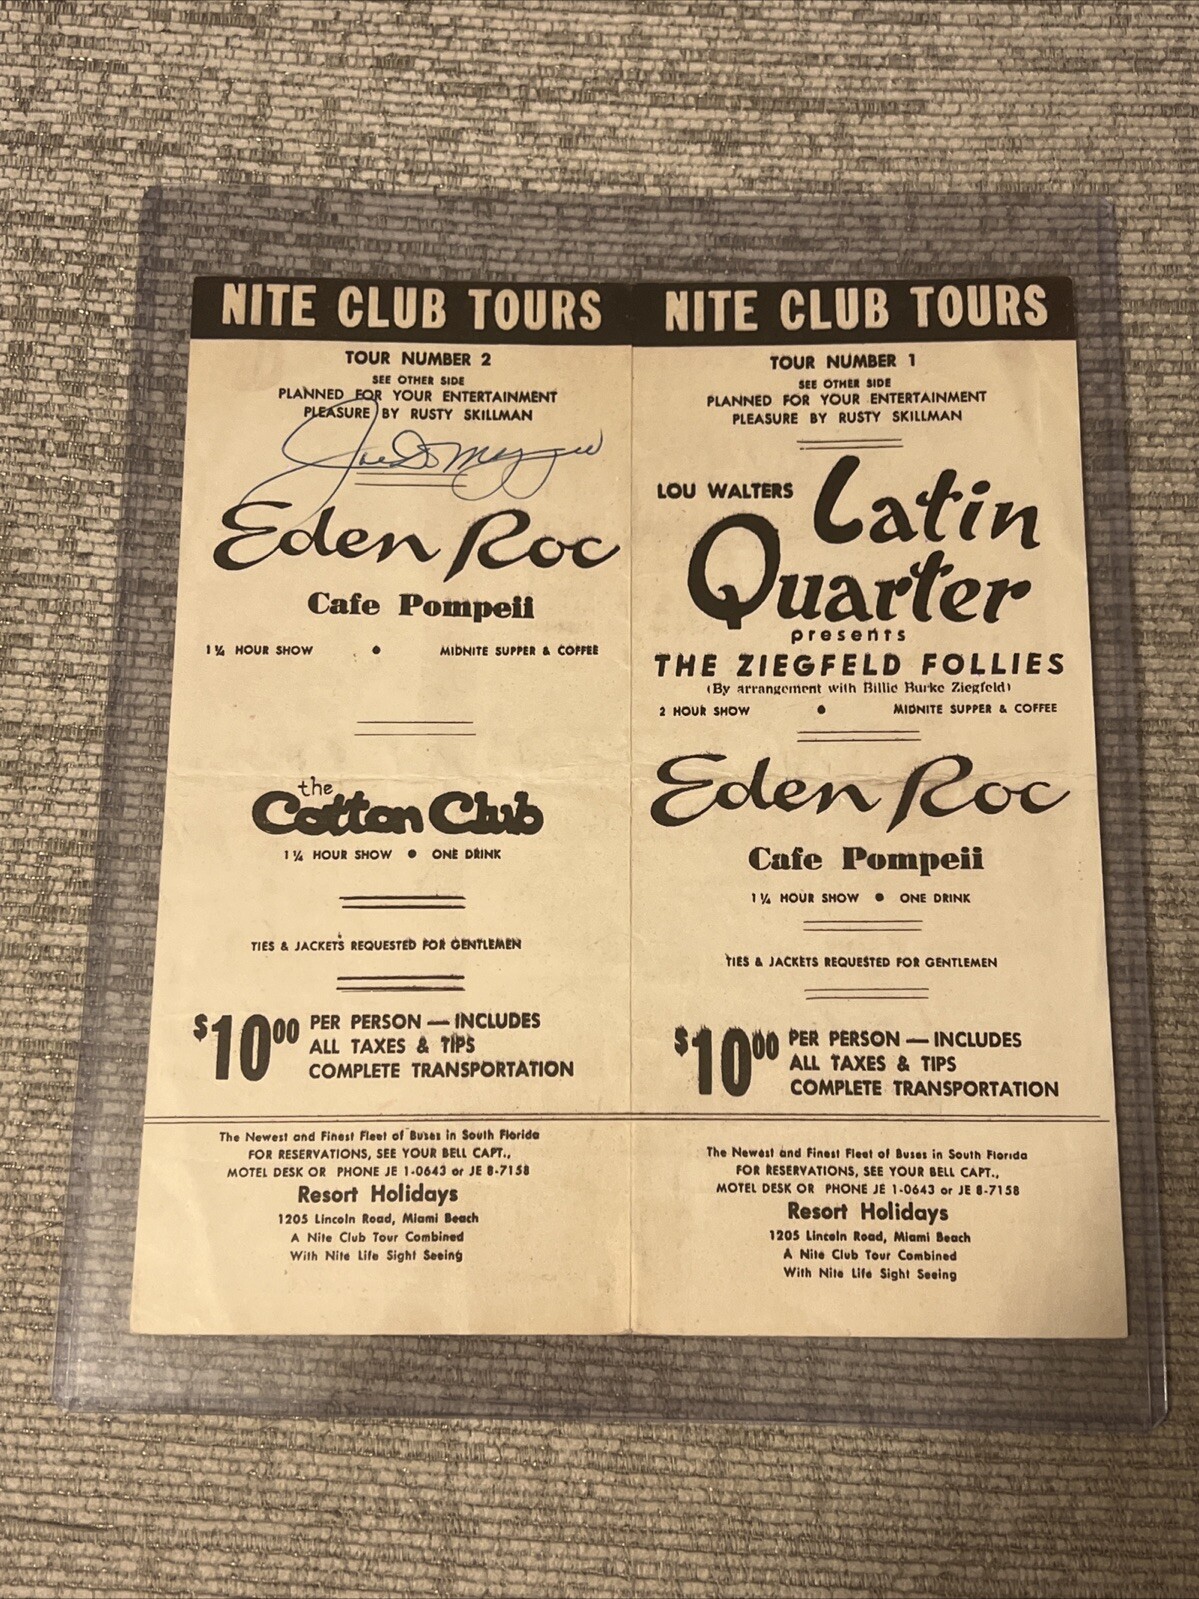 NITE CLUB TOURS
TOUR NUMBER 2
SEE OTHER SIDE
PLANNED FOR YOUR ENTERTAINMENT
PLEASURE BY RUSTY SKILLMAN
Joe DiMaggio
Eden Roc
Cafe Pompeii
1 1/4 HOUR SHOW • MIDNITE SUPPER & COFFEE
the
Cotton Club
1 1/4 HOUR SHOW • ONE DRINK
TIES & JACKETS REQUESTED FOR GENTLEMEN
$10.00 PER PERSON — INCLUDES
ALL TAXES & TIPS
COMPLETE TRANSPORTATION
The Newest and Finest Fleet of Buses in South Florida
FOR RESERVATIONS, SEE YOUR BELL CAPT.,
MOTEL DESK OR PHONE JE 1-0643 or JE 8-7158
Resort Holidays
1205 Lincoln Road, Miami Beach
A Nite Club Tour Combined
With Nite Life Sight Seeing
NITE CLUB TOURS
TOUR NUMBER 1
SEE OTHER SIDE
PLANNED FOR YOUR ENTERTAINMENT
PLEASURE BY RUSTY SKILLMAN
LOU WALTERS Latin
Quarter
presents
THE ZIEGFELD FOLLIES
(By arrangement with Billie Burke Ziegfeld)
2 HOUR SHOW • MIDNITE SUPPER & COFFEE
Eden Roc
Cafe Pompeii
1 1/4 HOUR SHOW • ONE DRINK
TIES & JACKETS REQUESTED FOR GENTLEMEN
$10.00 PER PERSON — INCLUDES
ALL TAXES & TIPS
COMPLETE TRANSPORTATION
The Newest and Finest Fleet of Buses in South Florida
FOR RESERVATIONS, SEE YOUR BELL CAPT.,
MOTEL DESK OR PHONE JE 1-0643 or JE 8-7158
Resort Holidays
1205 Lincoln Road, Miami Beach
A Nite Club Tour Combined
With Nite Life Sight Seeing